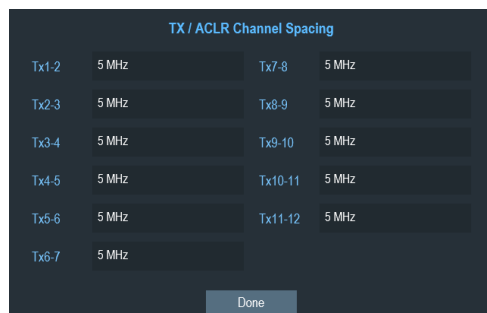 TX / ACLR Channel Spacing
Tx1-2 5 MHz Tx7-8 5 MHz
Tx2-3 5 MHz Tx8-9 5 MHz
Tx3-4 5 MHz Tx9-10 5 MHz
Tx4-5 5 MHz Tx10-11 5 MHz
Tx5-6 5 MHz Tx11-12 5 MHz
Tx6-7 5 MHz
Done